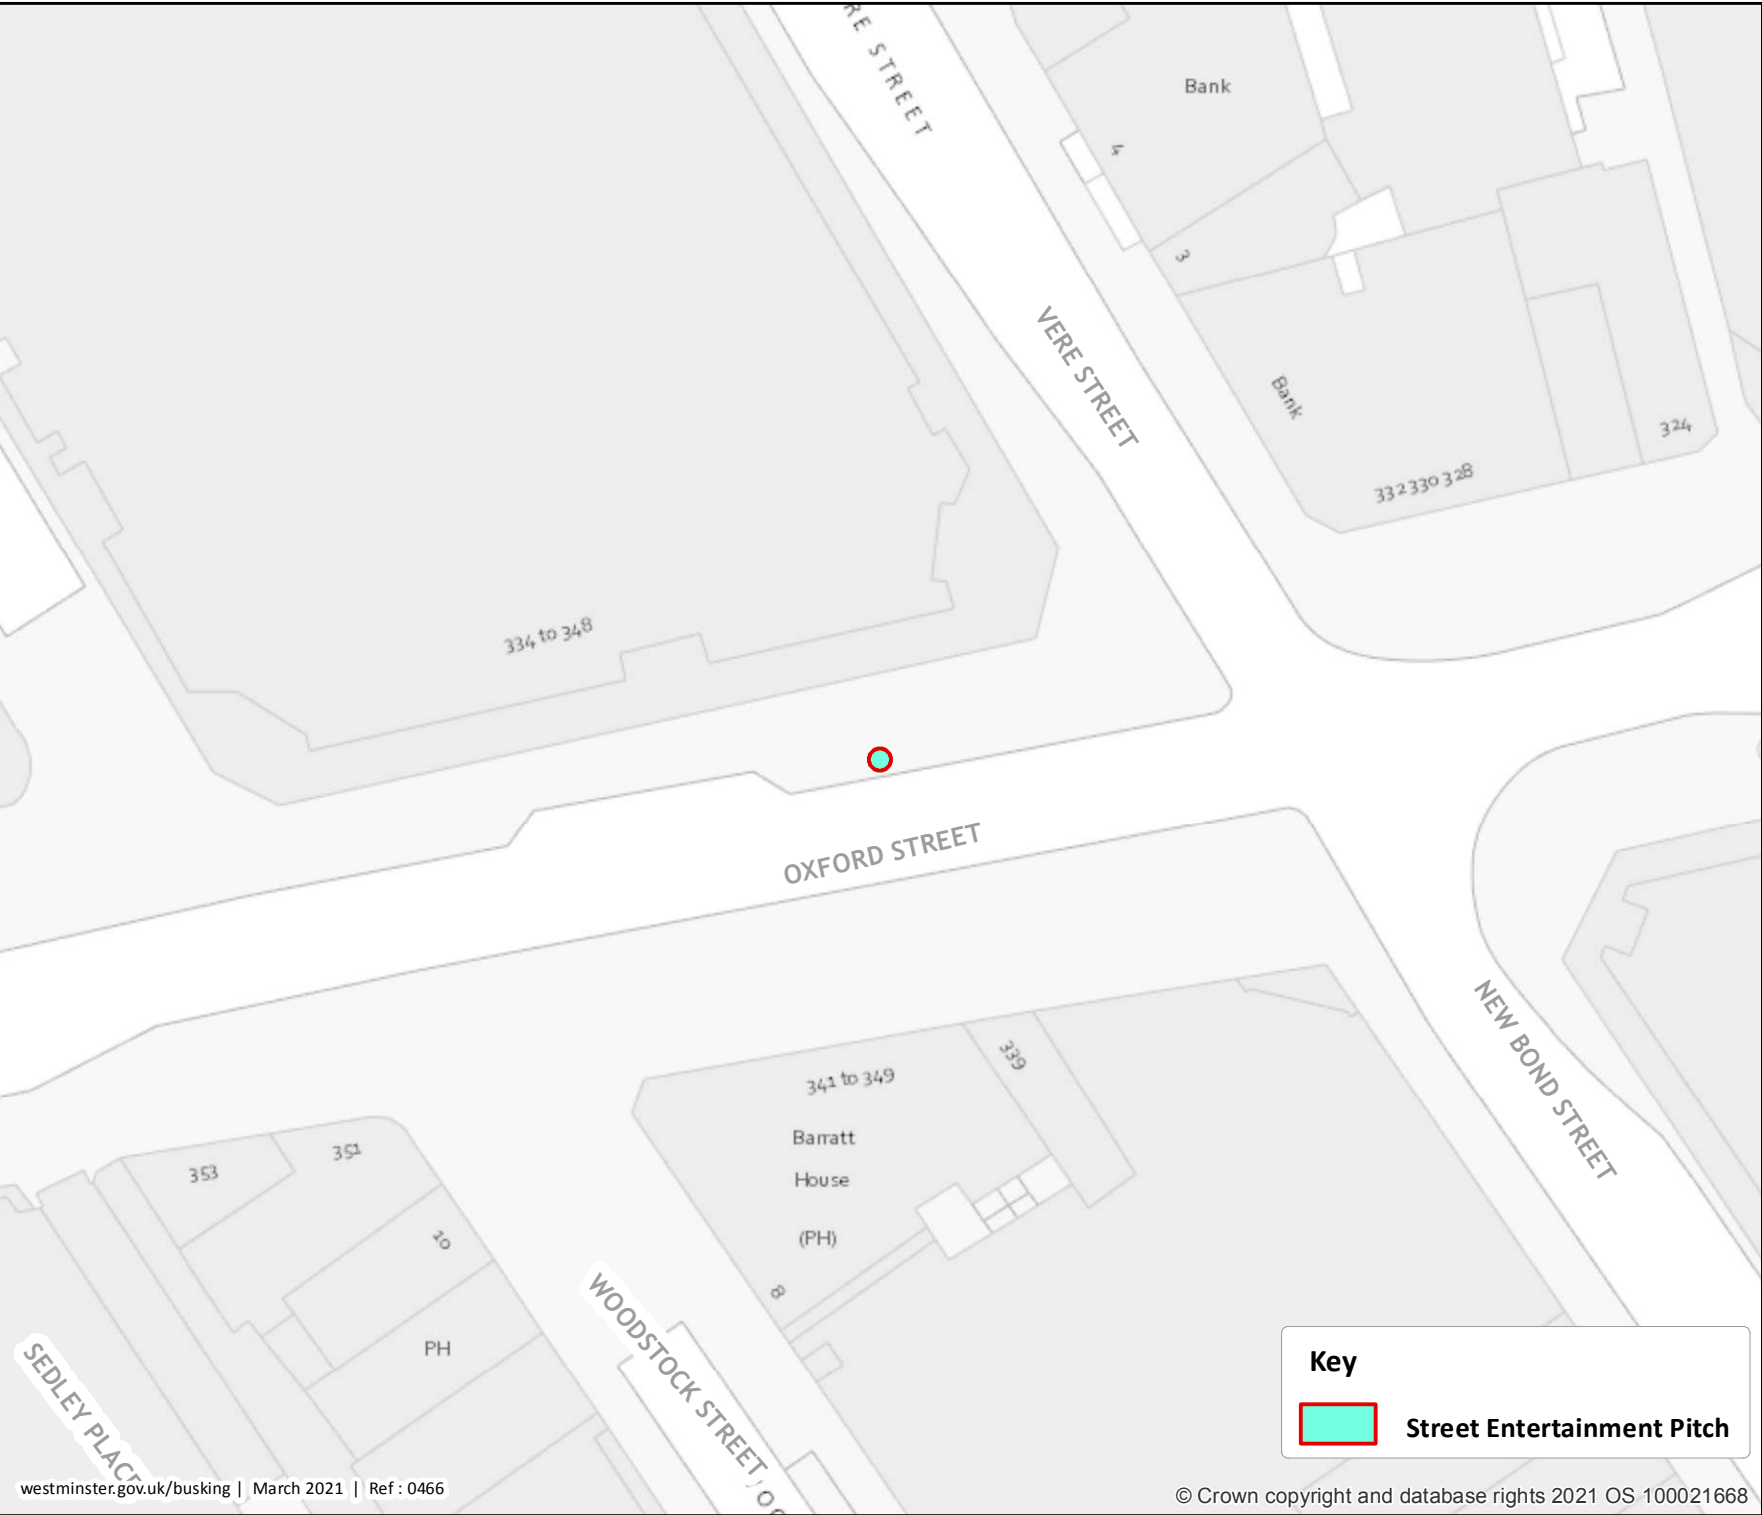 RE STREET
Bank
4
3
VERE STREET
Bank
324
332 330 328
334 to 348
OXFORD STREET
NEW BOND STREET
339
341 to 349
Barratt
House
(PH)
8
351
353
10
PH
WOODSTOCK STREET
SEDLEY PLACE
Key
Street Entertainment Pitch
westminster.gov.uk/busking | March 2021 | Ref : 0466
© Crown copyright and database rights 2021 OS 100021668